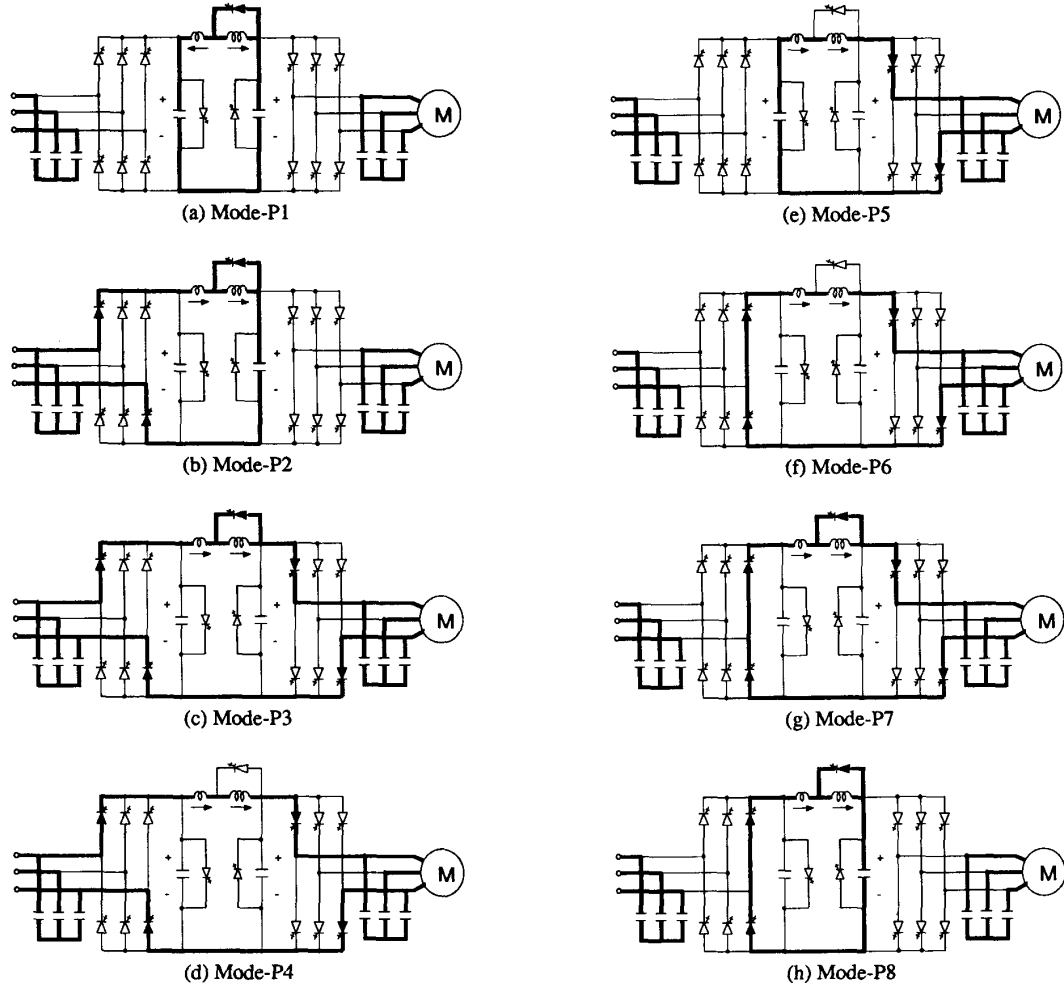 +
-
+
-
M
(a) Mode-P1
+
-
+
-
M
(b) Mode-P2
+
-
+
-
M
(c) Mode-P3
+
-
+
-
M
(d) Mode-P4
+
-
+
-
M
(e) Mode-P5
+
-
+
-
M
(f) Mode-P6
+
-
+
-
M
(g) Mode-P7
+
-
+
-
M
(h) Mode-P8